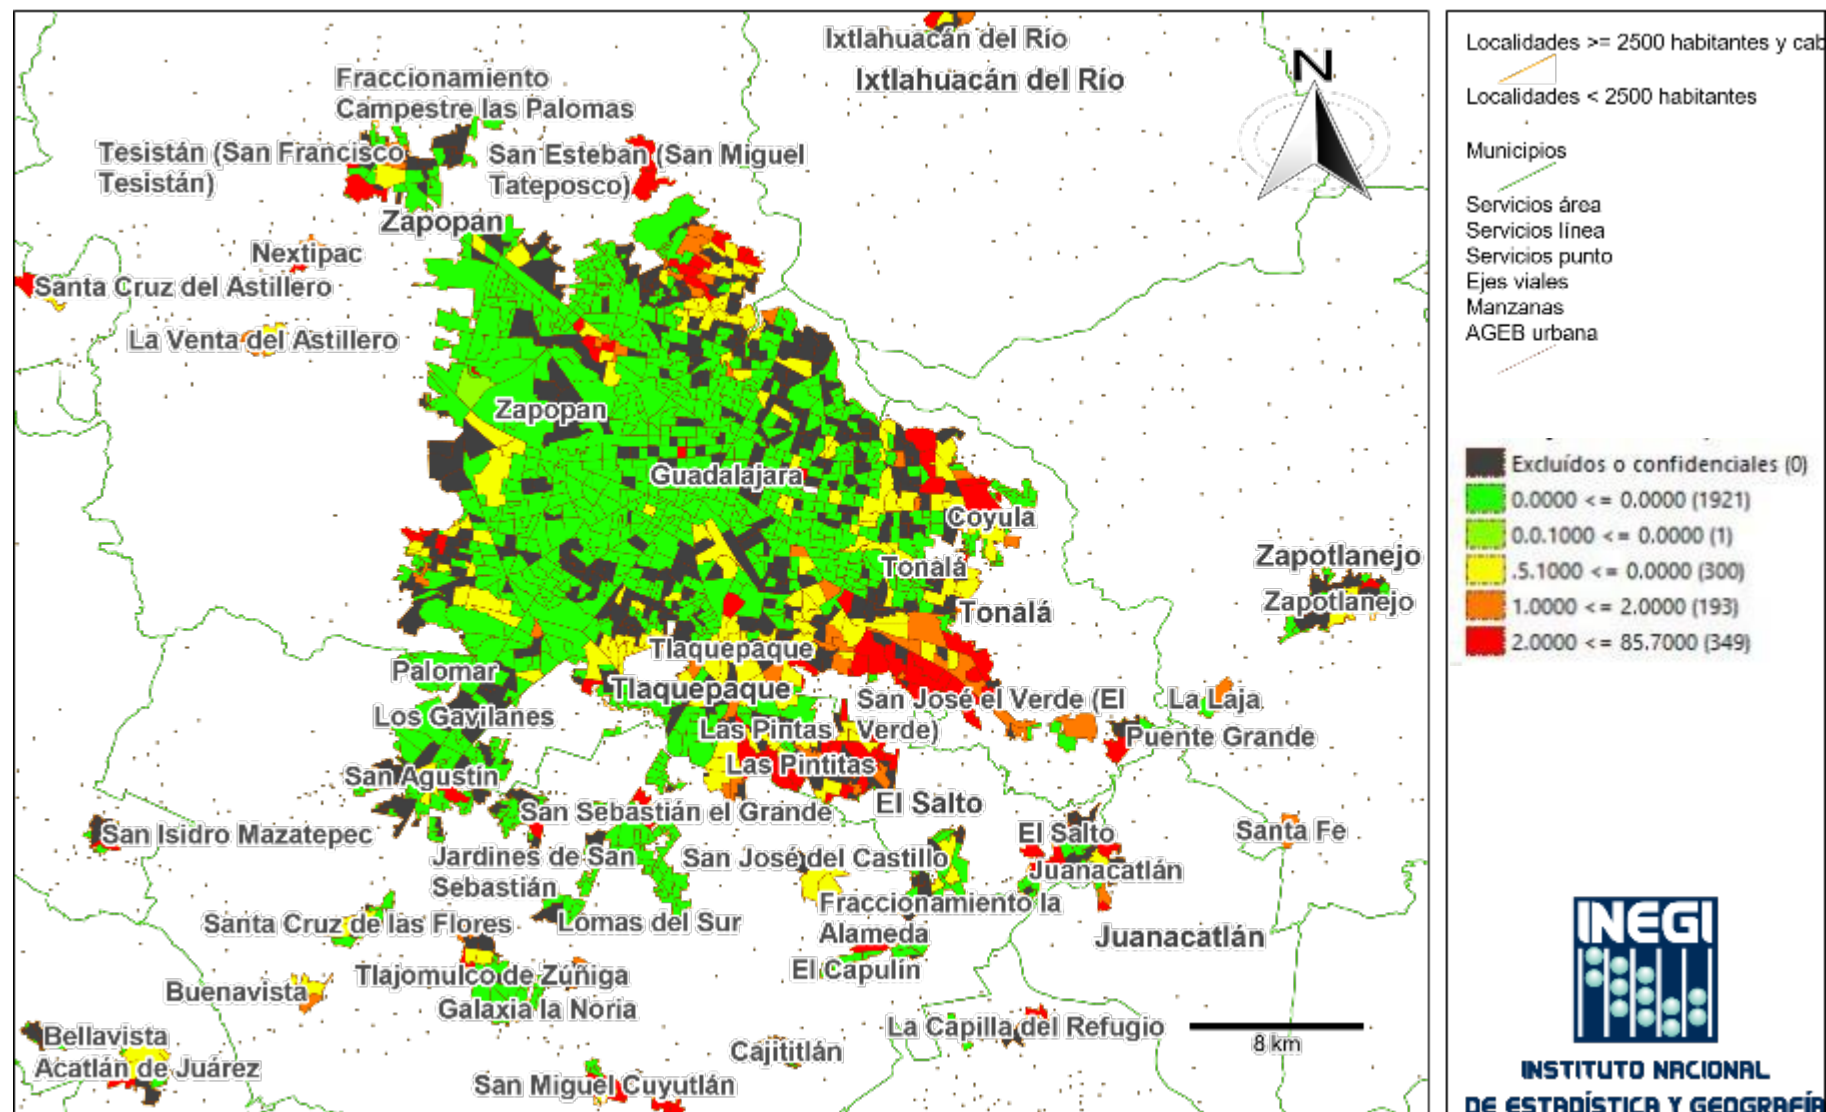 Ixtlahuacán del Río
Ixtlahuacán del Río
N
Fraccionamiento
Campestre las Palomas
Tesistán (San Francisco
Tesistán)
San Esteban (San Miguel
Tateposco)
Zapopan
Nextipac
Santa Cruz del Astillero
La Venta del Astillero
Zapopan
Guadalajara
Coyula
Tonalá
Zapotlanejo
Zapotlanejo
Tonalá
Tlaquepaque
Palomar
Tlaquepaque
San José el Verde (El
Verde)
La Laja
Los Gavilanes
Las Pintas
Puente Grande
Las Pintitas
San Agustín
El Salto
San Sebastián el Grande
San Isidro Mazatepec
El Salto
Santa Fe
Jardines de San
Sebastián
San José del Castillo
Juanacatlán
Fraccionamiento la
Alameda
Santa Cruz de las Flores
Lomas del Sur
Juanacatlán
El Capulín
Tlajomulco de Zúñiga
Buenavista
Galaxia la Noria
La Capilla del Refugio
8 km
Bellavista
Cajititlán
Acatlán de Juárez
San Miguel Cuyutlán
Localidades >= 2500 habitantes y cab
Localidades < 2500 habitantes
Municipios
Servicios área
Servicios línea
Servicios punto
Ejes viales
Manzanas
AGEB urbana
Excluídos o confidenciales (0)
0.0000 <= 0.0000 (1921)
0.0.1000 <= 0.0000 (1)
.5.1000 <= 0.0000 (300)
1.0000 <= 2.0000 (193)
2.0000 <= 85.7000 (349)
INEGI
INSTITUTO NACIONAL
DE ESTADÍSTICA Y GEOGRAFÍA